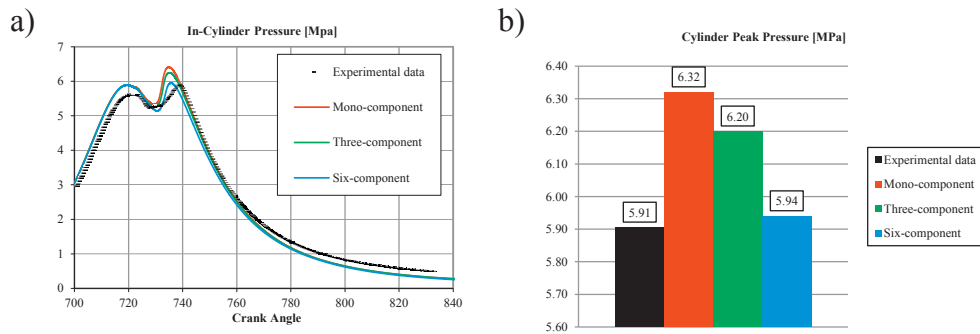 a)
In-Cylinder Pressure [Mpa]
7
6
5
4
3
2
1
0
700
720
740
760
780
800
820
840
Crank Angle
Experimental data
Mono-component
Three-component
Six-component
b)
Cylinder Peak Pressure [MPa]
6.40
6.30
6.20
6.10
6.00
5.90
5.80
5.70
5.60
5.91
6.32
6.20
5.94
Experimental data
Mono-component
Three-component
Six-component